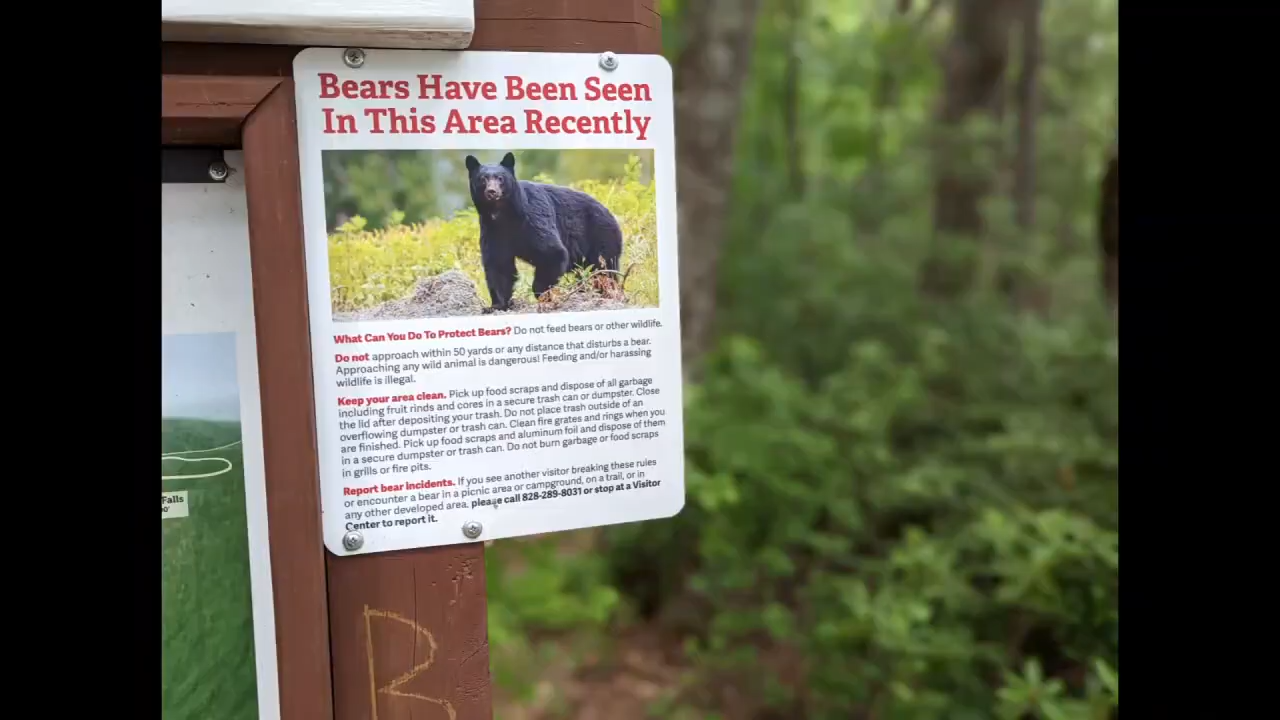 Bears Have Been Seen
In This Area Recently
What Can You Do To Protect Bears? Do not feed bears or other wildlife.
Do not approach within 50 yards or any distance that disturbs a bear.
Approaching any wild animal is dangerous! Feeding and/or harassing
wildlife is illegal.
Keep your area clean. Pick up food scraps and dispose of all garbage
including fruit rinds and cores in a secure trash can or dumpster. Close
the lid after depositing your trash. Do not place trash outside of an
overflowing dumpster or trash can. Clean fire grates and rings when you
are finished. Pick up food scraps and aluminum foil and dispose of them
in a secure dumpster or trash can. Do not burn garbage or food scraps
in grills or fire pits.
Report bear incidents. If you see another visitor breaking these rules
or encounter a bear in a picnic area or campground, on a trail, or in
any other developed area, please call 828-289-8031 or stop at a Visitor
Center to report it.
Falls
R